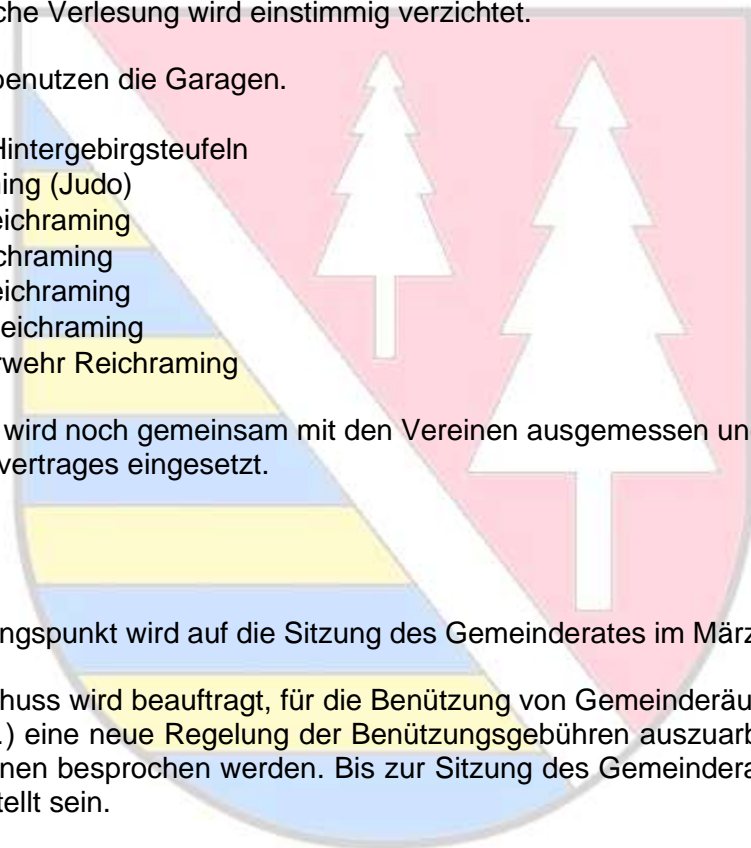 che Verlesung wird einstimmig verzichtet.
benutzen die Garagen.
Hintergebirgsteufeln
ing (Judo)
eichraming
chraming
eichraming
Reichraming
rwehr Reichraming
wird noch gemeinsam mit den Vereinen ausgemessen un
vertrages eingesetzt.
ngspunkt wird auf die Sitzung des Gemeinderates im März
huss wird beauftragt, für die Benützung von Gemeinderäu
.) eine neue Regelung der Benützungsgebühren auszuarb
nen besprochen werden. Bis zur Sitzung des Gemeindera
tellt sein.